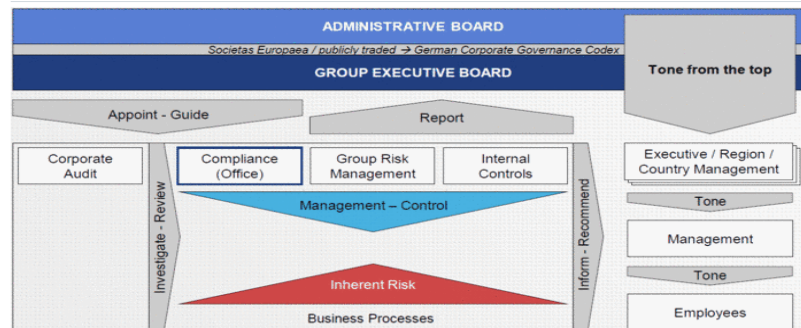 ADMINISTRATIVE BOARD
Societas Europaea / publicly traded → German Corporate Governance Codex
GROUP EXECUTIVE BOARD
Tone from the top
Appoint - Guide
Report
Corporate
Audit
Investigate - Review
Compliance
(Office)
Group Risk
Management
Internal
Controls
Management – Control
Inherent Risk
Business Processes
Inform - Recommend
Executive / Region /
Country Management
Tone
Management
Tone
Employees